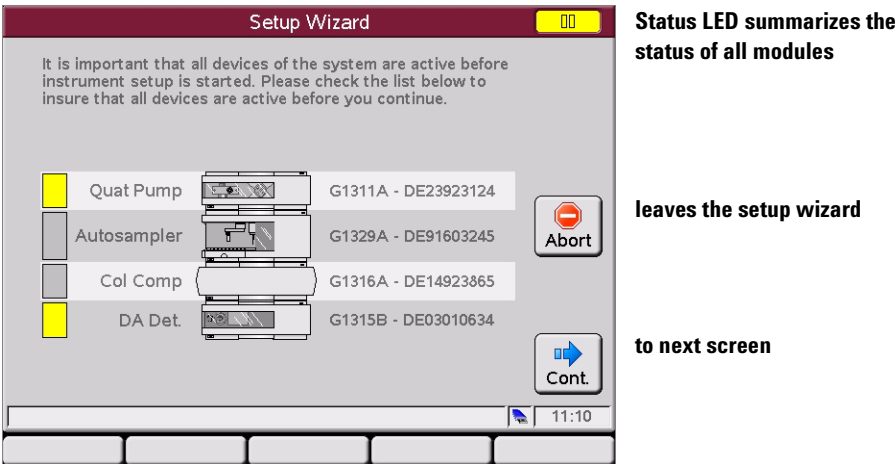 Setup Wizard
It is important that all devices of the system are active before
instrument setup is started. Please check the list below to
insure that all devices are active before you continue.
Quat Pump G1311A - DE23923124
Autosampler G1329A - DE91603245
Col Comp G1316A - DE14923865
DA Det. G1315B - DE03010634
Abort
Cont.
11:10
Status LED summarizes the
status of all modules
leaves the setup wizard
to next screen